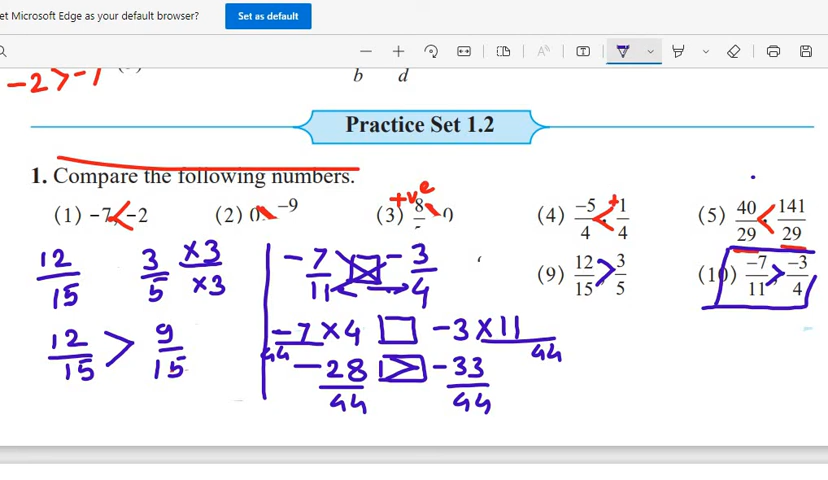 et Microsoft Edge as your default browser? Set as default
-2 > -1
b d
Practice Set 1.2
1. Compare the following numbers.
(1) -7, < -2 (2) 0 -9 (3) 8 0 +ve (4) -5/4 < +1/4 (5) 40/29 < 141/29
(9) 12/15 > 3/5 (10) -7/11 > -3/4
12/15 3/5 ×3/×3 -7/11 □ -3/4
12/15 > 9/15 -7×4/44 □ -3×11/44
-28/44 > -33/44